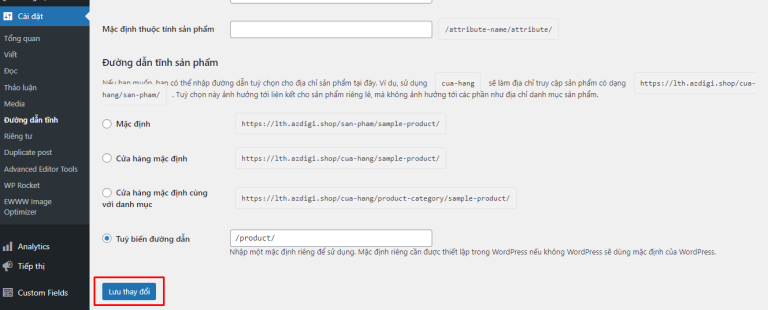 Cài đặt
Tổng quan
Viết
Đọc
Thảo luận
Media
Đường dẫn tĩnh
Riêng tư
Duplicate post
Advanced Editor Tools
WP Rocket
EWWW Image
Optimizer
Analytics
Tiếp thị
Custom Fields
Mặc định thuộc tính sản phẩm
/attribute-name/attribute/
Đường dẫn tĩnh sản phẩm
Nếu bạn muốn, bạn có thể nhập đường dẫn tuỳ chọn cho địa chỉ sản phẩm tại đây. Ví dụ, sử dụng cua-hang sẽ làm địa chỉ truy cập sản phẩm có dạng https://lth.azdigi.shop/cua-
hang/san-pham/ . Tuỳ chọn này ảnh hưởng tới liên kết cho sản phẩm riêng lẻ, mà không ảnh hưởng tới các phần như địa chỉ danh mục sản phẩm.
Mặc định https://lth.azdigi.shop/san-pham/sample-product/
Cửa hàng mặc định https://lth.azdigi.shop/cua-hang/sample-product/
Cửa hàng mặc định cùng
với danh mục https://lth.azdigi.shop/cua-hang/product-category/sample-product/
Tuỳ biến đường dẫn /product/
Nhập một mặc định riêng để sử dụng. Mặc định riêng cần được thiết lập trong WordPress nếu không WordPress sẽ dùng mặc định của WordPress.
Lưu thay đổi